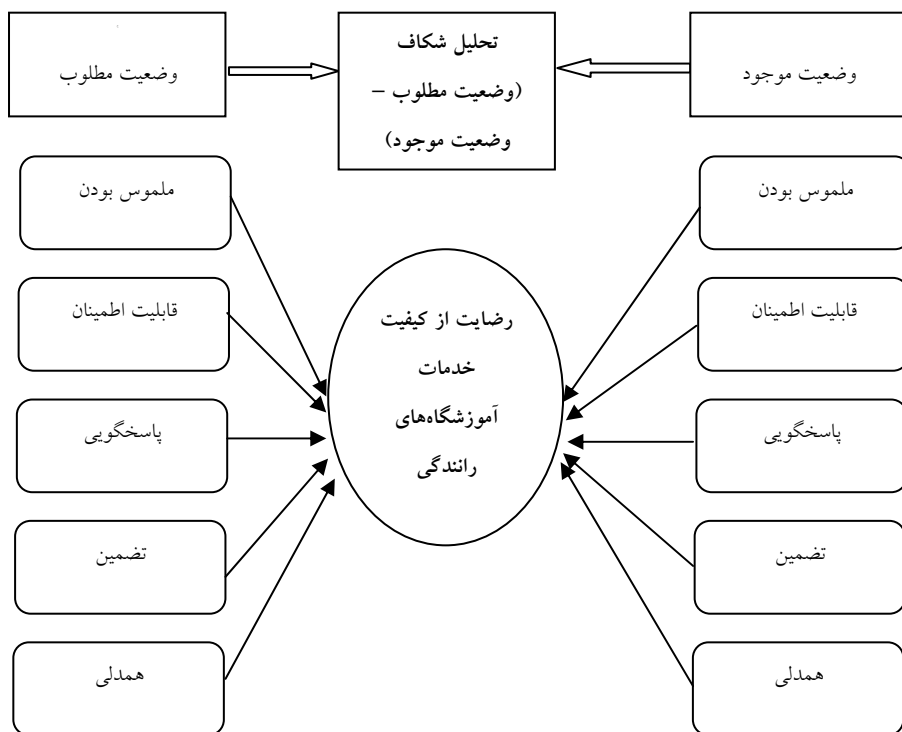 وضعیت موجود
تحلیل شکاف
(وضعیت مطلوب –
وضعیت موجود)
وضعیت مطلوب
ملموس بودن
ملموس بودن
قابلیت اطمینان
قابلیت اطمینان
رضایت از کیفیت
خدمات
آموزشگاه‌های
رانندگی
پاسخگویی
پاسخگویی
تضمین
تضمین
همدلی
همدلی